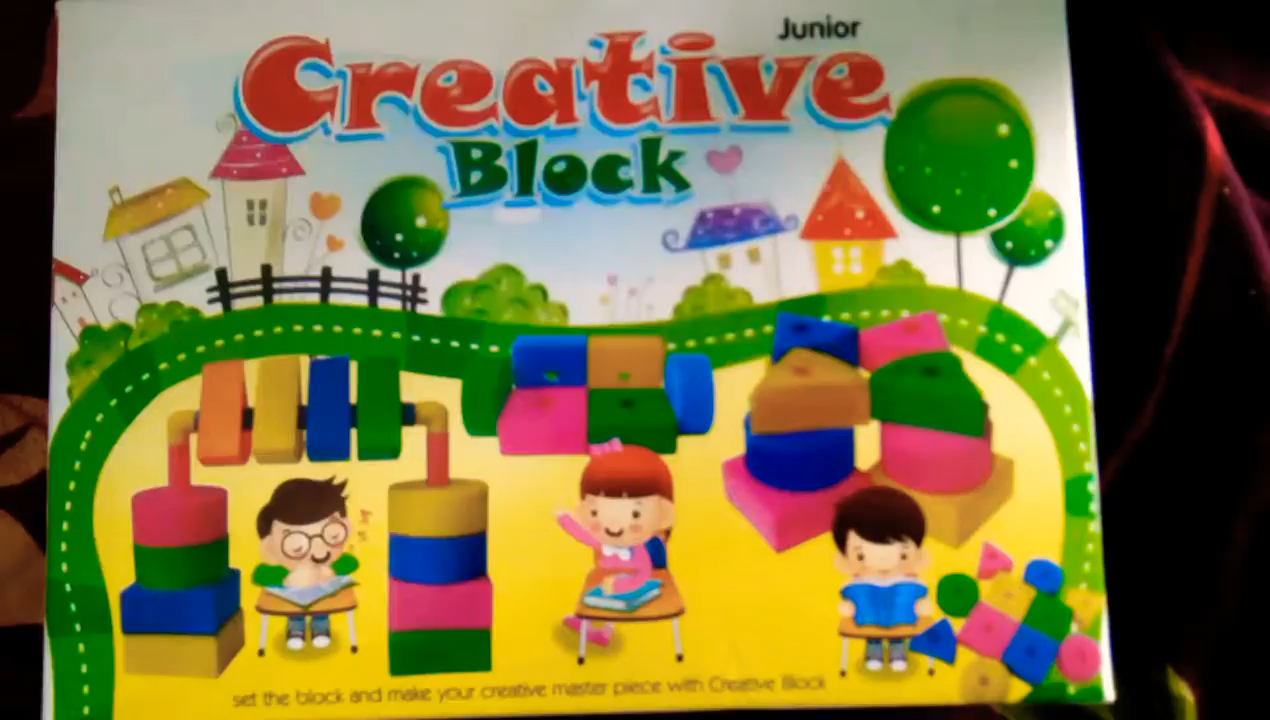 Junior
Creative
Block
set the block and make your creative master piece with Creative Block